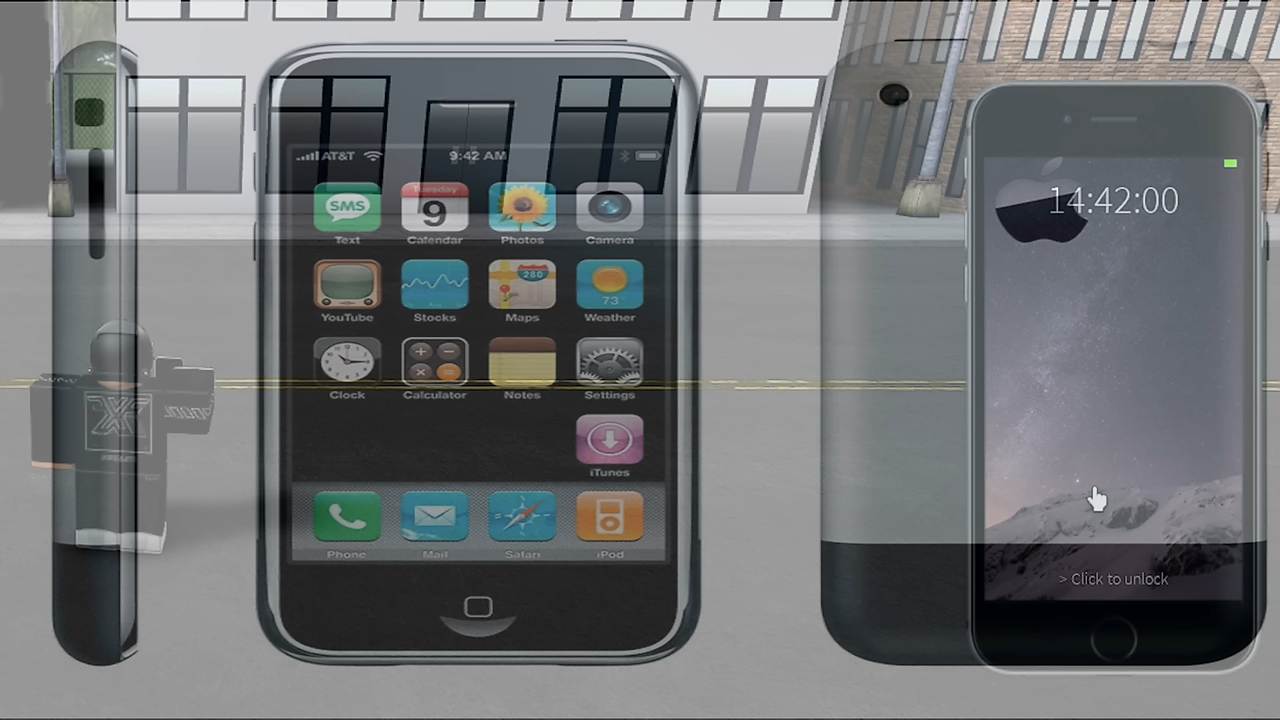 AT&T 9:42 AM
SMS Tuesday 9
Text Calendar Photos Camera
280 73
YouTube Stocks Maps Weather
Clock Calculator Notes Settings
iTunes
Phone Mail Safari iPod
14:42:00
> Click to unlock